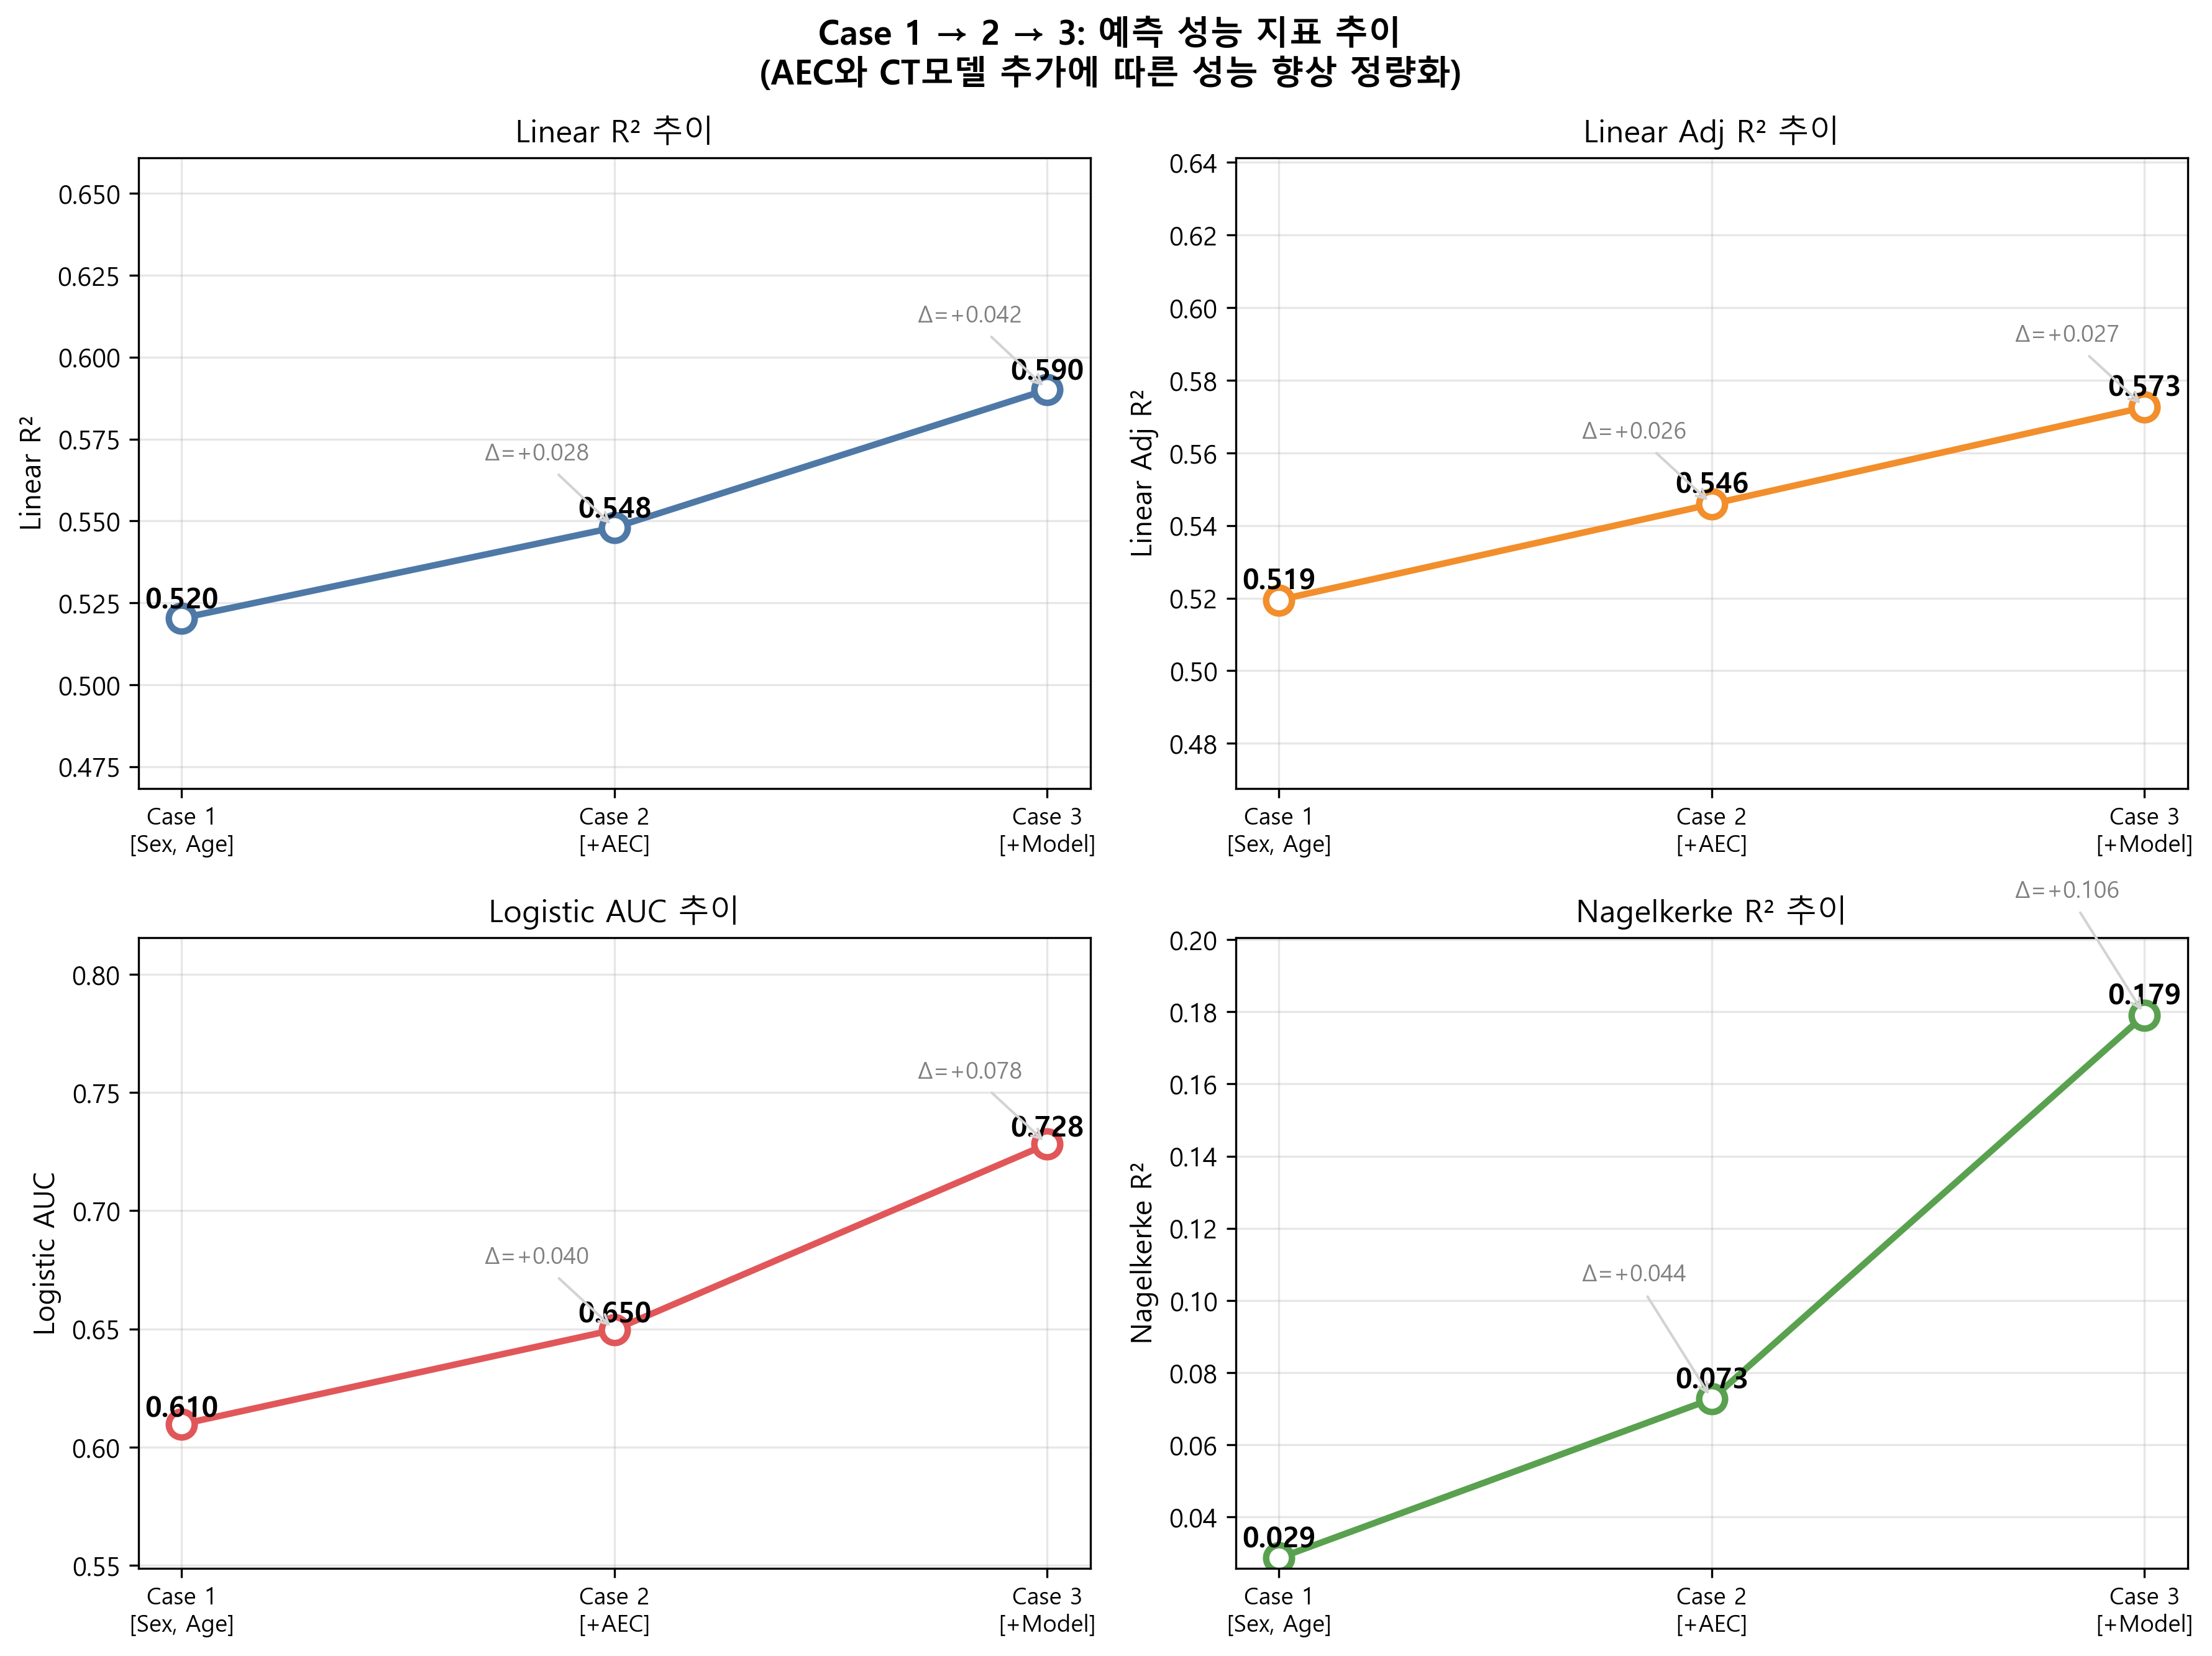 Case 1 → 2 → 3: 예측 성능 지표 추이
(AEC와 CT모델 추가에 따른 성능 향상 정량화)
Linear R² 추이
Linear R²
0.650
0.625
0.600
0.575
0.550
0.525
0.500
0.475
0.520
Δ=+0.028
0.548
Δ=+0.042
0.590
Case 1
[Sex, Age]
Case 2
[+AEC]
Case 3
[+Model]
Linear Adj R² 추이
Linear Adj R²
0.64
0.62
0.60
0.58
0.56
0.54
0.52
0.50
0.48
0.519
Δ=+0.026
0.546
Δ=+0.027
0.573
Case 1
[Sex, Age]
Case 2
[+AEC]
Case 3
[+Model]
Logistic AUC 추이
Logistic AUC
0.80
0.75
0.70
0.65
0.60
0.55
0.610
Δ=+0.040
0.650
Δ=+0.078
0.728
Case 1
[Sex, Age]
Case 2
[+AEC]
Case 3
[+Model]
Nagelkerke R² 추이
Nagelkerke R²
0.20
0.18
0.16
0.14
0.12
0.10
0.08
0.06
0.04
0.029
Δ=+0.044
0.073
Δ=+0.106
0.179
Case 1
[Sex, Age]
Case 2
[+AEC]
Case 3
[+Model]